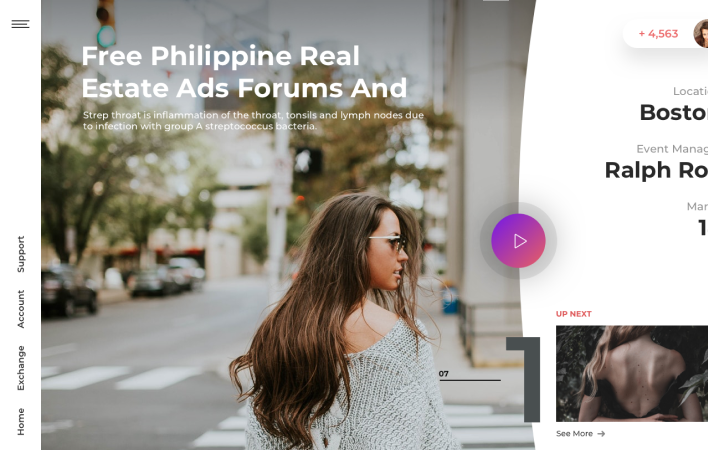 Free Philippine Real
Estate Ads Forums And
Strep throat is inflammation of the throat, tonsils and lymph nodes due
to infection with group A streptococcus bacteria.
Support
Account
Exchange
Home
07
1
+ 4,563
Locati
Bosto
Event Manag
Ralph Ro
Mar
1
UP NEXT
See More →